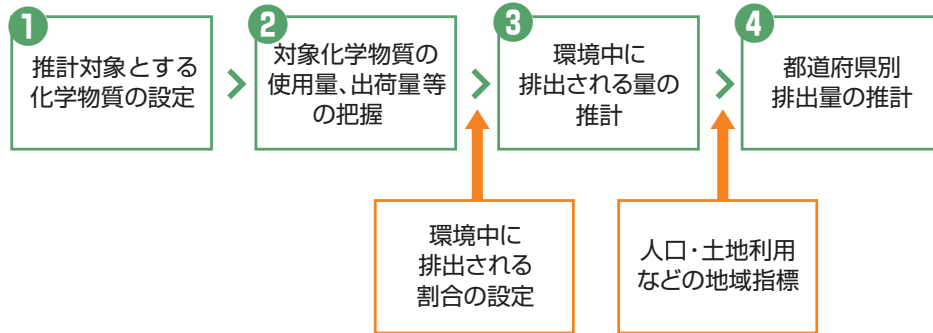 1
推計対象とする
化学物質の設定
2
対象化学物質の
使用量、出荷量等
の把握
3
環境中に
排出される量の
推計
4
都道府県別
排出量の推計
環境中に
排出される
割合の設定
人口・土地利用
などの地域指標